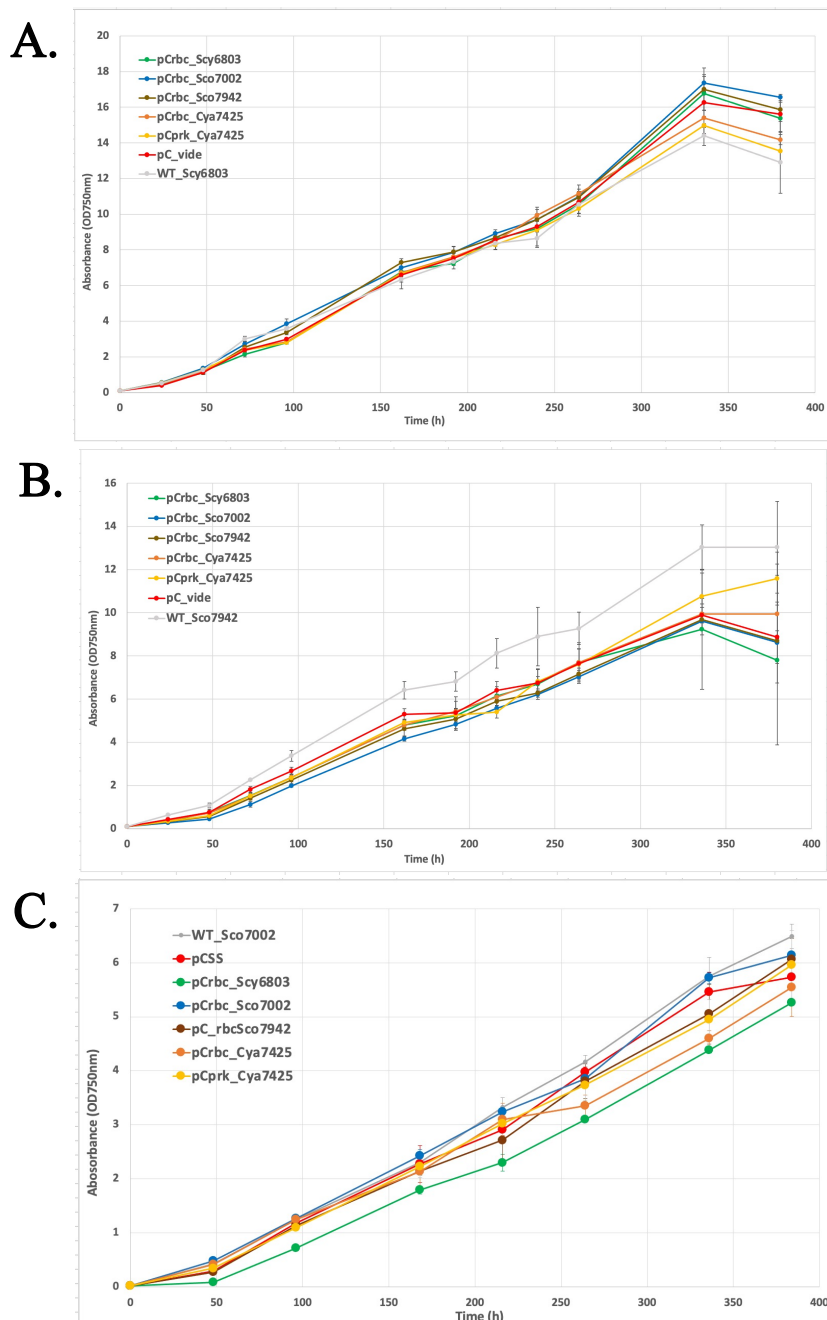 A.
20
18
16
14
12
10
8
6
4
2
0
Absorbance (OD750nm)
pCrbc_Scy6803
pCrbc_Sco7002
pCrbc_Sco7942
pCrbc_Cya7425
pCprk_Cya7425
pC_vide
WT_Scy6803
0 50 100 150 200 250 300 350 400
Time (h)
B.
16
14
12
10
8
6
4
2
0
Absorbance (OD750nm)
pCrbc_Scy6803
pCrbc_Sco7002
pCrbc_Sco7942
pCrbc_Cya7425
pCprk_Cya7425
pC_vide
WT_Sco7942
0 50 100 150 200 250 300 350 400
Time (h)
C.
7
6
5
4
3
2
1
0
Abosorbance (OD750nm)
WT_Sco7002
pCSS
pCrbc_Scy6803
pCrbc_Sco7002
pC_rbcSco7942
pCrbc_Cya7425
pCprk_Cya7425
0 50 100 150 200 250 300 350 400
Time (h)